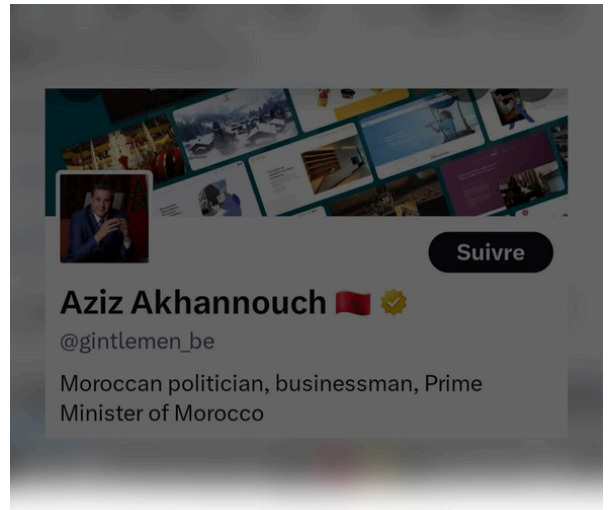 Suivre
Aziz Akhannouch 🇲🇦
@gintlemen_be
Moroccan politician, businessman, Prime
Minister of Morocco